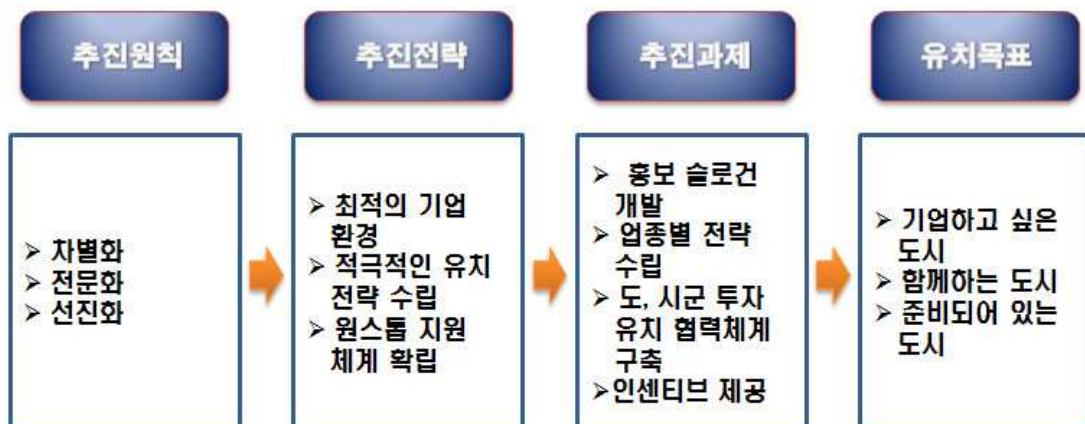 추진원칙
추진전략
추진과제
유치목표
➢ 차별화
➢ 전문화
➢ 선진화
➢ 최적의 기업
환경
➢ 적극적인 유치
전략 수립
➢ 원스톱 지원
체계 확립
➢ 홍보 슬로건
개발
➢ 업종별 전략
수립
➢ 도, 시군 투자
유치 협력체계
구축
➢인센티브 제공
➢ 기업하고 싶은
도시
➢ 함께하는 도시
➢ 준비되어 있는
도시